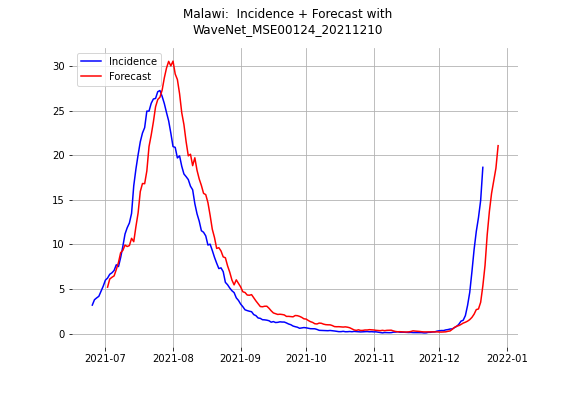 Malawi:  Incidence + Forecast with
WaveNet_MSE00124_20211210
Incidence
Forecast
30
25
20
15
10
5
0
2021-07 2021-08 2021-09 2021-10 2021-11 2021-12 2022-01